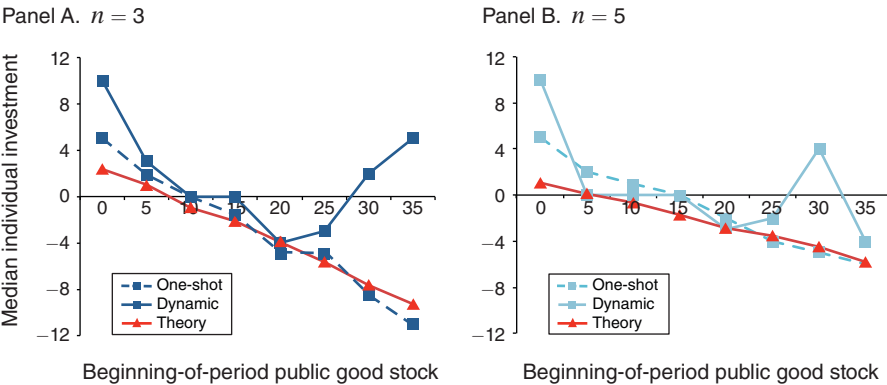 Panel A. n = 3
Median individual investment
12
8
4
0
−4
−8
−12
0 5 10 15 20 25 30 35
One-shot
Dynamic
Theory
Beginning-of-period public good stock
Panel B. n = 5
12
8
4
0
−4
−8
−12
0 5 10 15 20 25 30 35
One-shot
Dynamic
Theory
Beginning-of-period public good stock